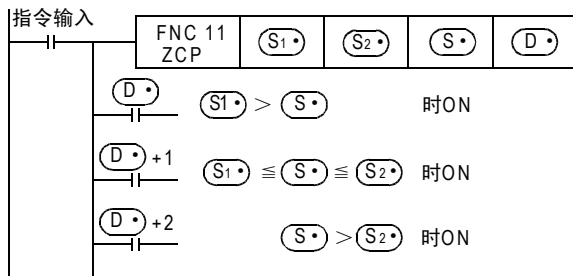 指令输入
FNC 11 ZCP S1• S2• S• D•
D• S1• > S• 时ON
D•+1 S1• ≦ S• ≦ S2• 时ON
D•+2 S• > S2• 时ON